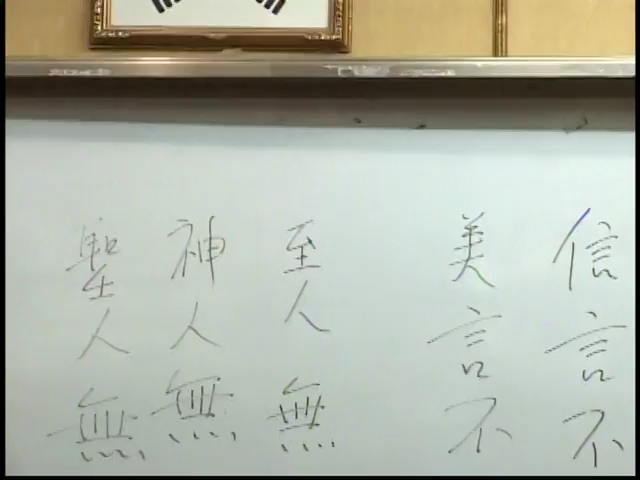 信言不
美言不
至人無
神人無
聖人無